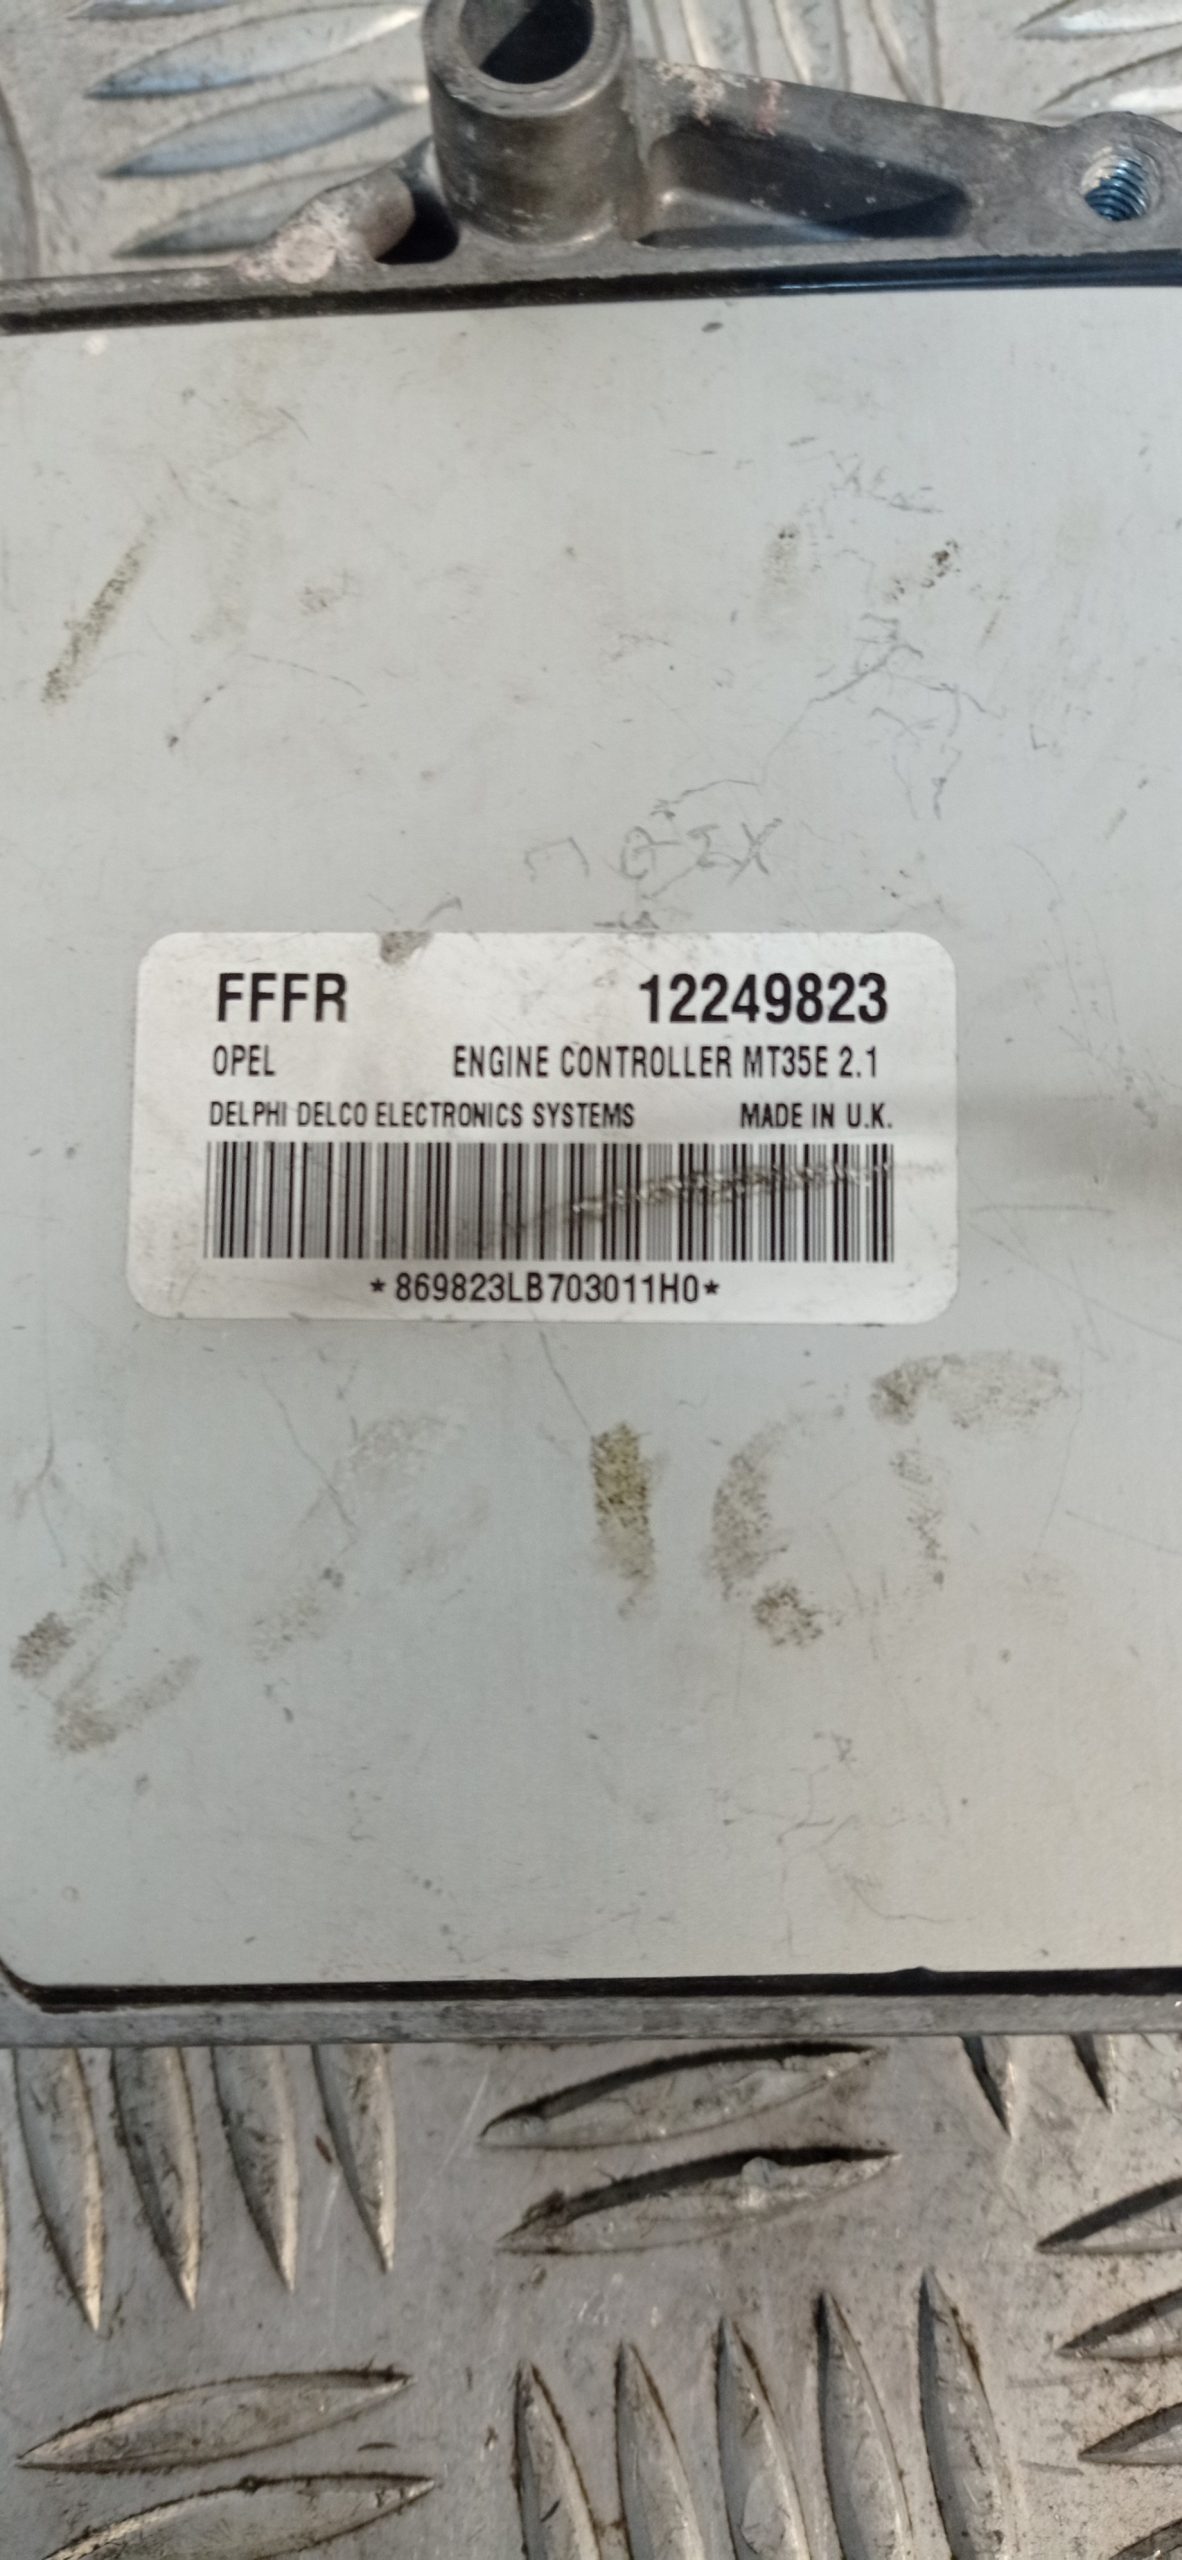 FFFR 12249823
OPEL ENGINE CONTROLLER MT35E 2.1
DELPHI DELCO ELECTRONICS SYSTEMS MADE IN U.K.
*869823LB703011H0*